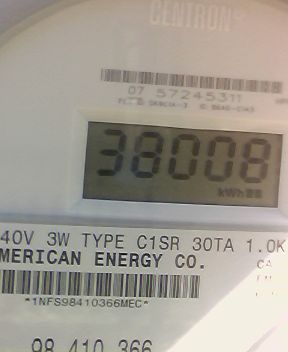 CENTRON®
07 57245311
38008
kWh
40V 3W TYPE C1SR 30TA 1.0K
MERICAN ENERGY CO.
CA
*1NFS98410366MEC*
98 410 366